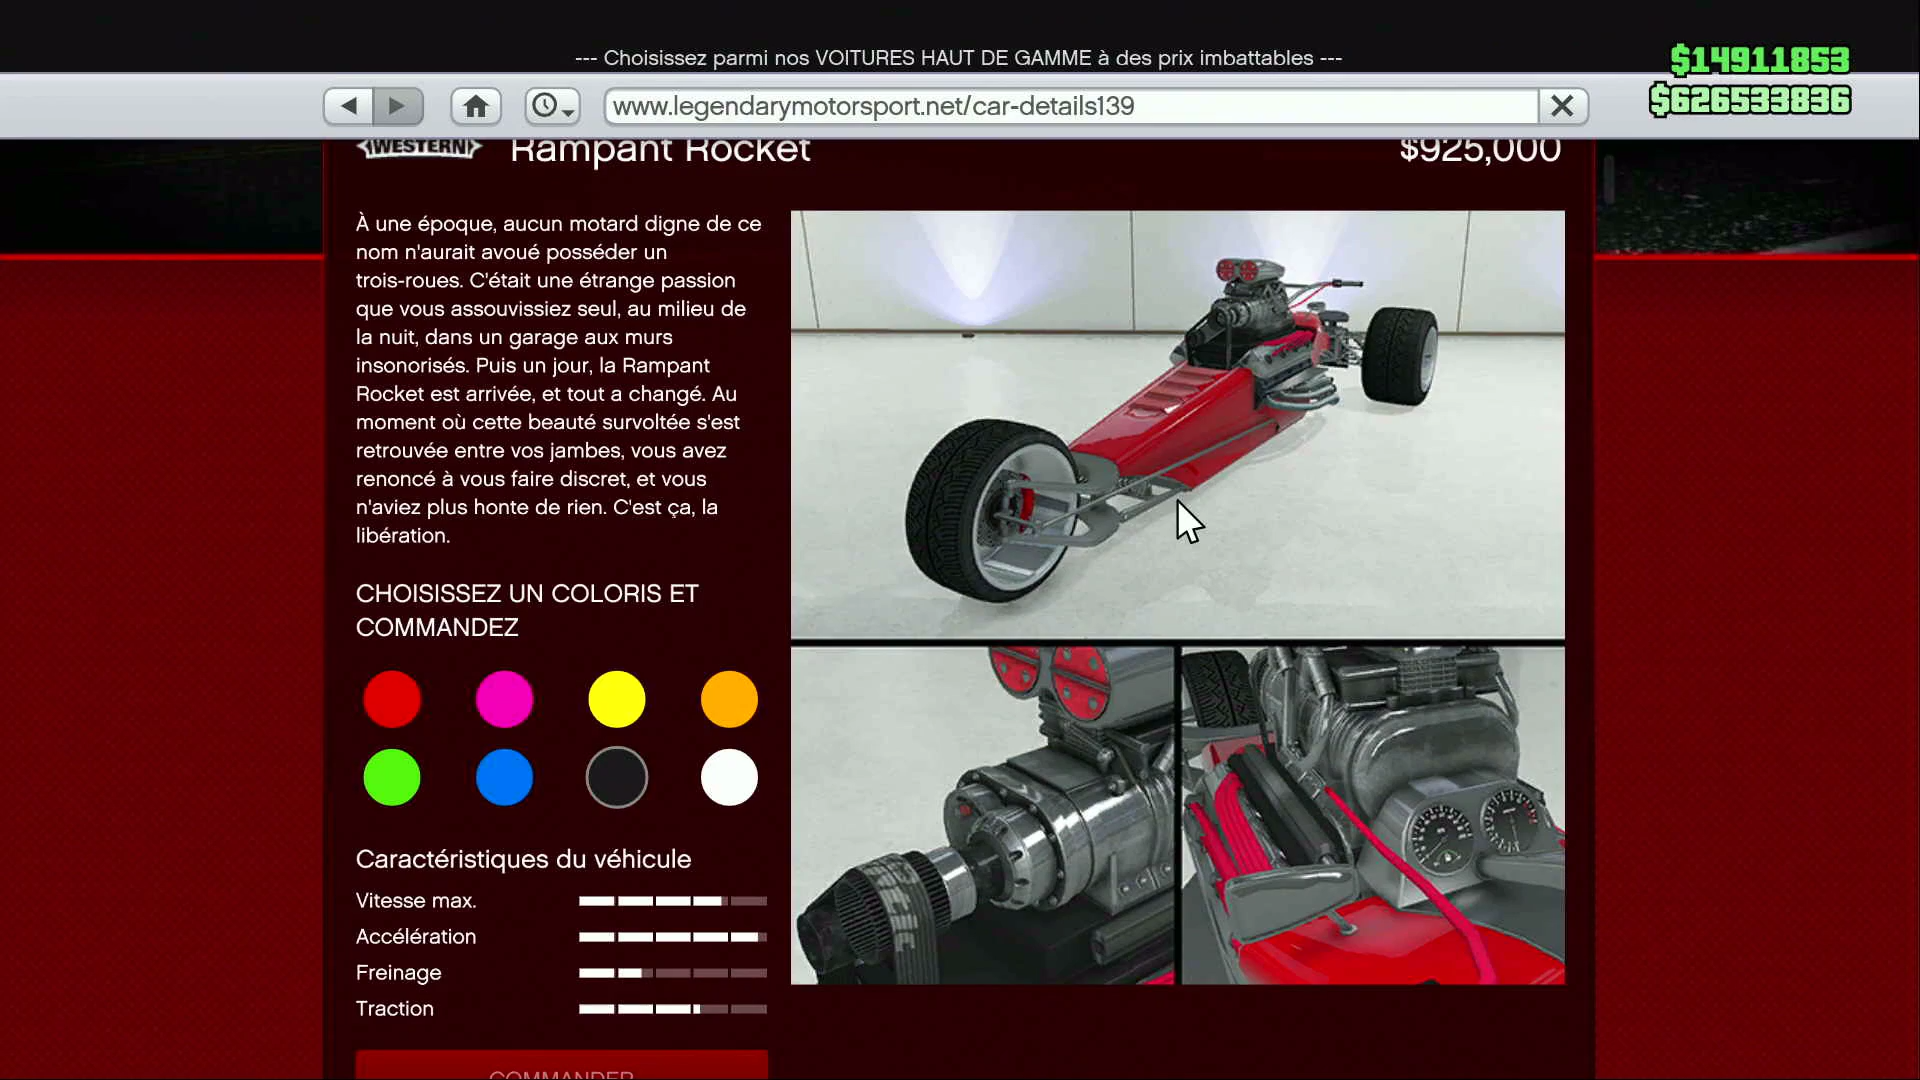 --- Choisissez parmi nos VOITURES HAUT DE GAMME à des prix imbattables ---
$14911853
$626533836
www.legendarymotorsport.net/car-details139
WESTERN
Rampant Rocket
$925,000
À une époque, aucun motard digne de ce
nom n'aurait avoué posséder un
trois-roues. C'était une étrange passion
que vous assouvissiez seul, au milieu de
la nuit, dans un garage aux murs
insonorisés. Puis un jour, la Rampant
Rocket est arrivée, et tout a changé. Au
moment où cette beauté survoltée s'est
retrouvée entre vos jambes, vous avez
renoncé à vous faire discret, et vous
n'aviez plus honte de rien. C'est ça, la
libération.
CHOISISSEZ UN COLORIS ET
COMMANDEZ
Caractéristiques du véhicule
Vitesse max.
Accélération
Freinage
Traction
COMMANDER